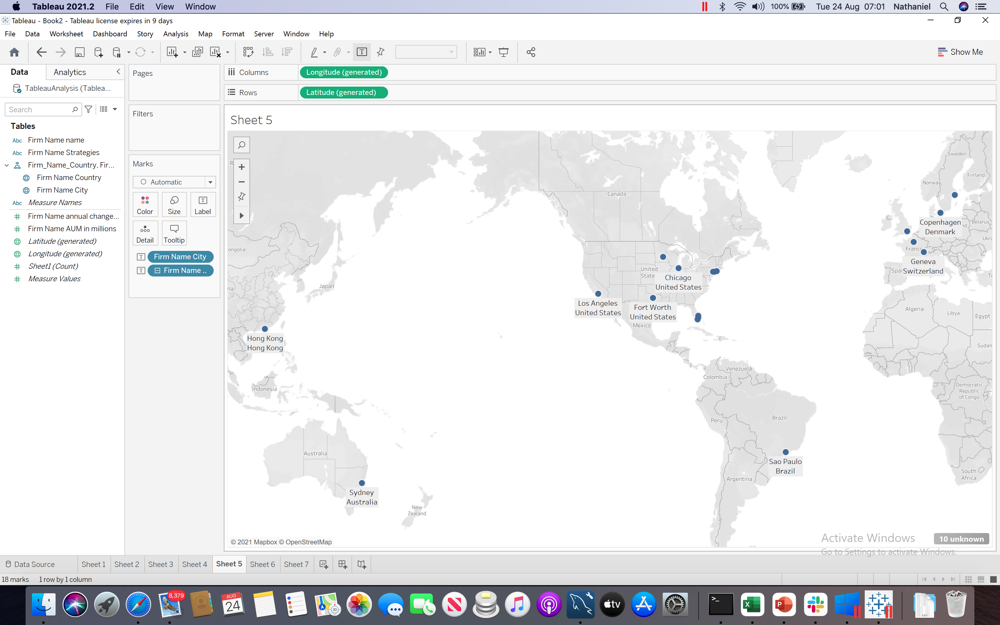 Tableau 2021.2 File Edit View Window
100% Tue 24 Aug 07:01 Nathaniel
Tableau - Book2 - Tableau license expires in 9 days
File Data Worksheet Dashboard Story Analysis Map Format Server Window Help
Show Me
Data Analytics
TableauAnalysis (Tablea...
Search
Tables
Abc Firm Name name
Abc Firm Name Strategies
Firm_Name_Country, Fir...
Firm Name Country
Firm Name City
Abc Measure Names
Firm Name annual change...
Firm Name AUM in millions
Latitude (generated)
Longitude (generated)
Sheet1 (Count)
Measure Values
Pages
Filters
Marks
Automatic
Color Size Label
Detail Tooltip
Firm Name City
Firm Name ..
Columns Longitude (generated)
Rows Latitude (generated)
Sheet 5
Sweden
Finland
Norway
Canada
Copenhagen
Denmark
Belarus
Ukra
ongolia
France
Geneva
Switzerland
Spai
United
State
Chicago
United States
Japan
na
Los Angeles
United States
Fort Worth
United States
Mexico
Algeria
Libya
Egypt
Hong Kong
Hong Kong
Sudan
Venezuela
Colombia
Indonesia
Democratic
Republic
of Congo
Brazil
Peru
Australia
Sao Paulo
Brazil
South
Africa
Argentina
Sydney
Australia
New
Zealand
© 2021 Mapbox © OpenStreetMap
Activate Windows
Go to Settings to activate Windows.
10 unknown
Data Source Sheet 1 Sheet 2 Sheet 3 Sheet 4 Sheet 5 Sheet 6 Sheet 7
18 marks 1 row by 1 column
8,379
AUG
24
3D
tv
X
P
CSV